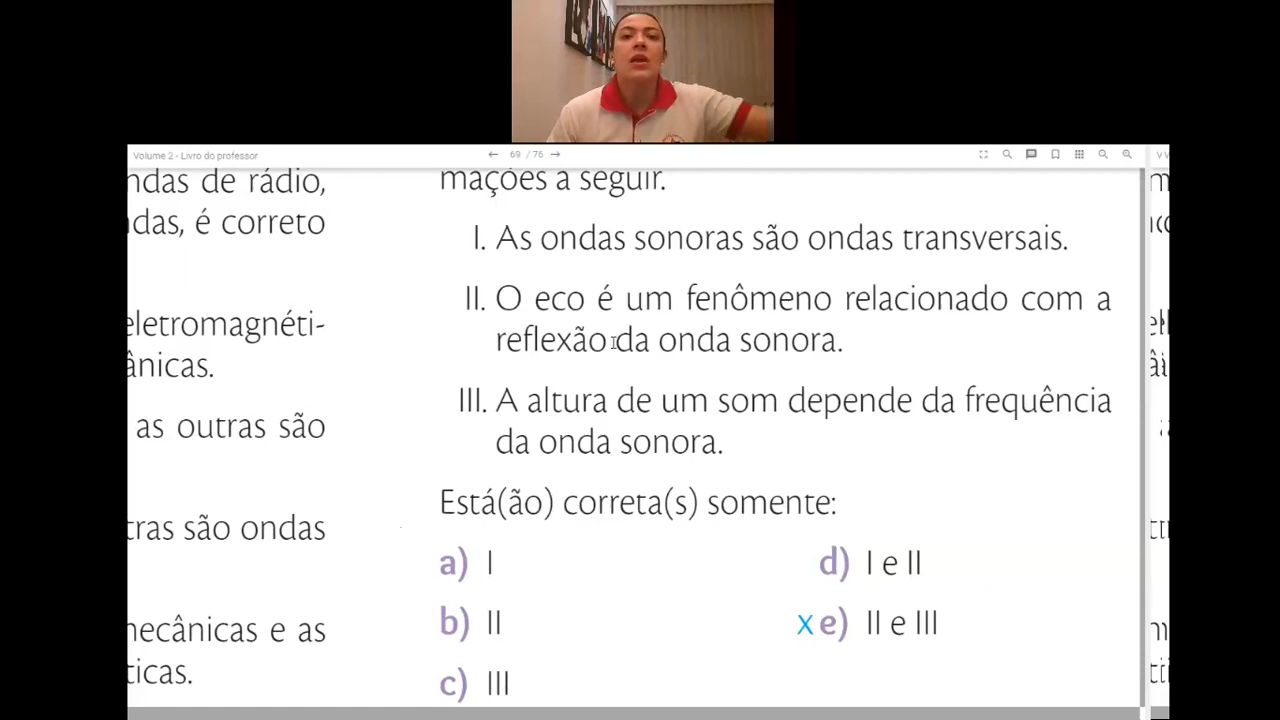 Volume 2 - Livro do professor
69 / 76
ndas de rádio,
das, é correto
eletromagnéti-
ânicas.
as outras são
tras são ondas
necânicas e as
ticas.
mações a seguir.
I. As ondas sonoras são ondas transversais.
II. O eco é um fenômeno relacionado com a
reflexão da onda sonora.
III. A altura de um som depende da frequência
da onda sonora.
Está(ão) correta(s) somente:
a) I
b) II
c) III
d) I e II
x e) II e III